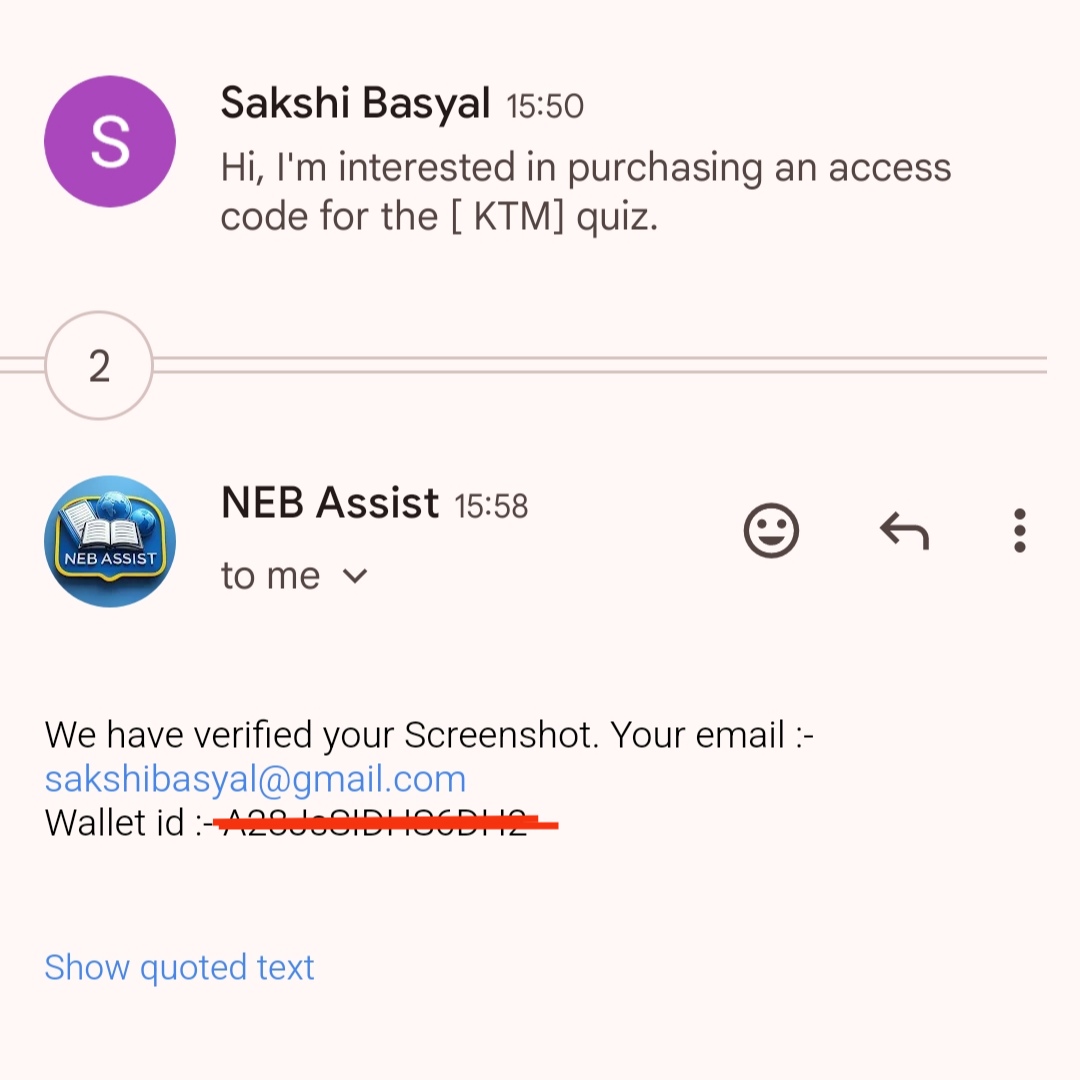 S
Sakshi Basyal 15:50
Hi, I'm interested in purchasing an access
code for the [ KTM] quiz.
2
NEB ASSIST
NEB Assist 15:58
to me
We have verified your Screenshot. Your email :-
sakshibasyal@gmail.com
Wallet id :-
Show quoted text